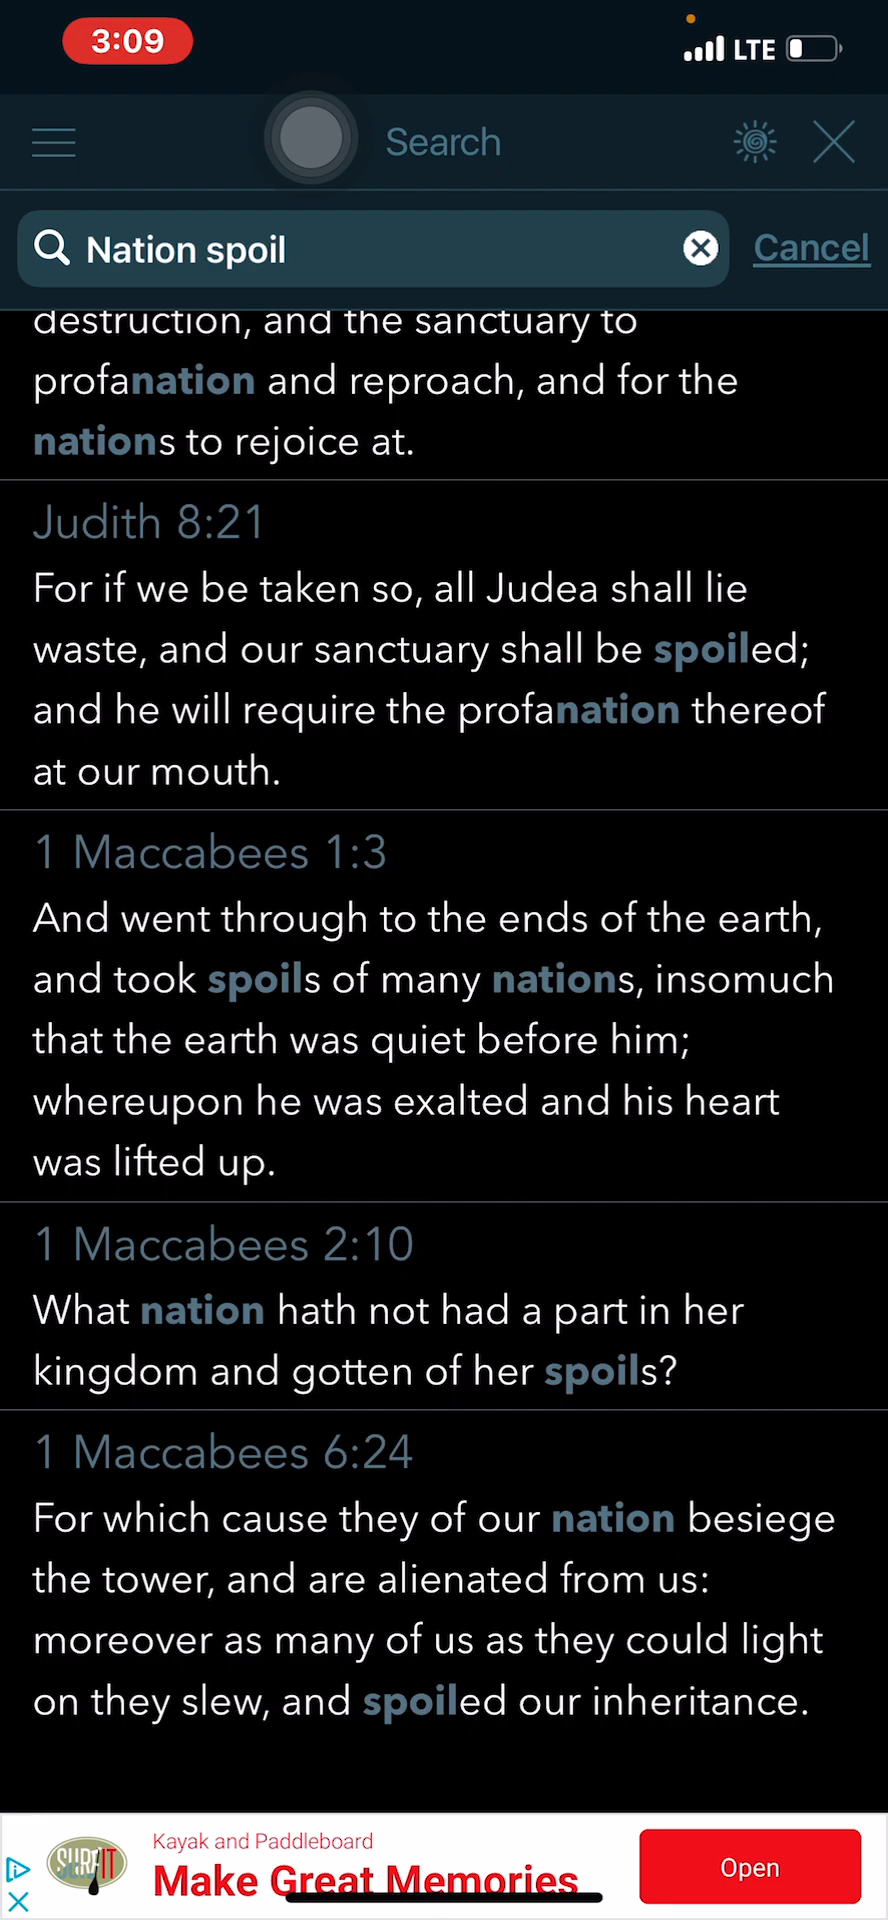 3:09
LTE
Search
Nation spoil
Cancel
destruction, and the sanctuary to
profanation and reproach, and for the
nations to rejoice at.
Judith 8:21
For if we be taken so, all Judea shall lie
waste, and our sanctuary shall be spoiled;
and he will require the profanation thereof
at our mouth.
1 Maccabees 1:3
And went through to the ends of the earth,
and took spoils of many nations, insomuch
that the earth was quiet before him;
whereupon he was exalted and his heart
was lifted up.
1 Maccabees 2:10
What nation hath not had a part in her
kingdom and gotten of her spoils?
1 Maccabees 6:24
For which cause they of our nation besiege
the tower, and are alienated from us:
moreover as many of us as they could light
on they slew, and spoiled our inheritance.
SURFIT
Kayak and Paddleboard
Make Great Memories
Open